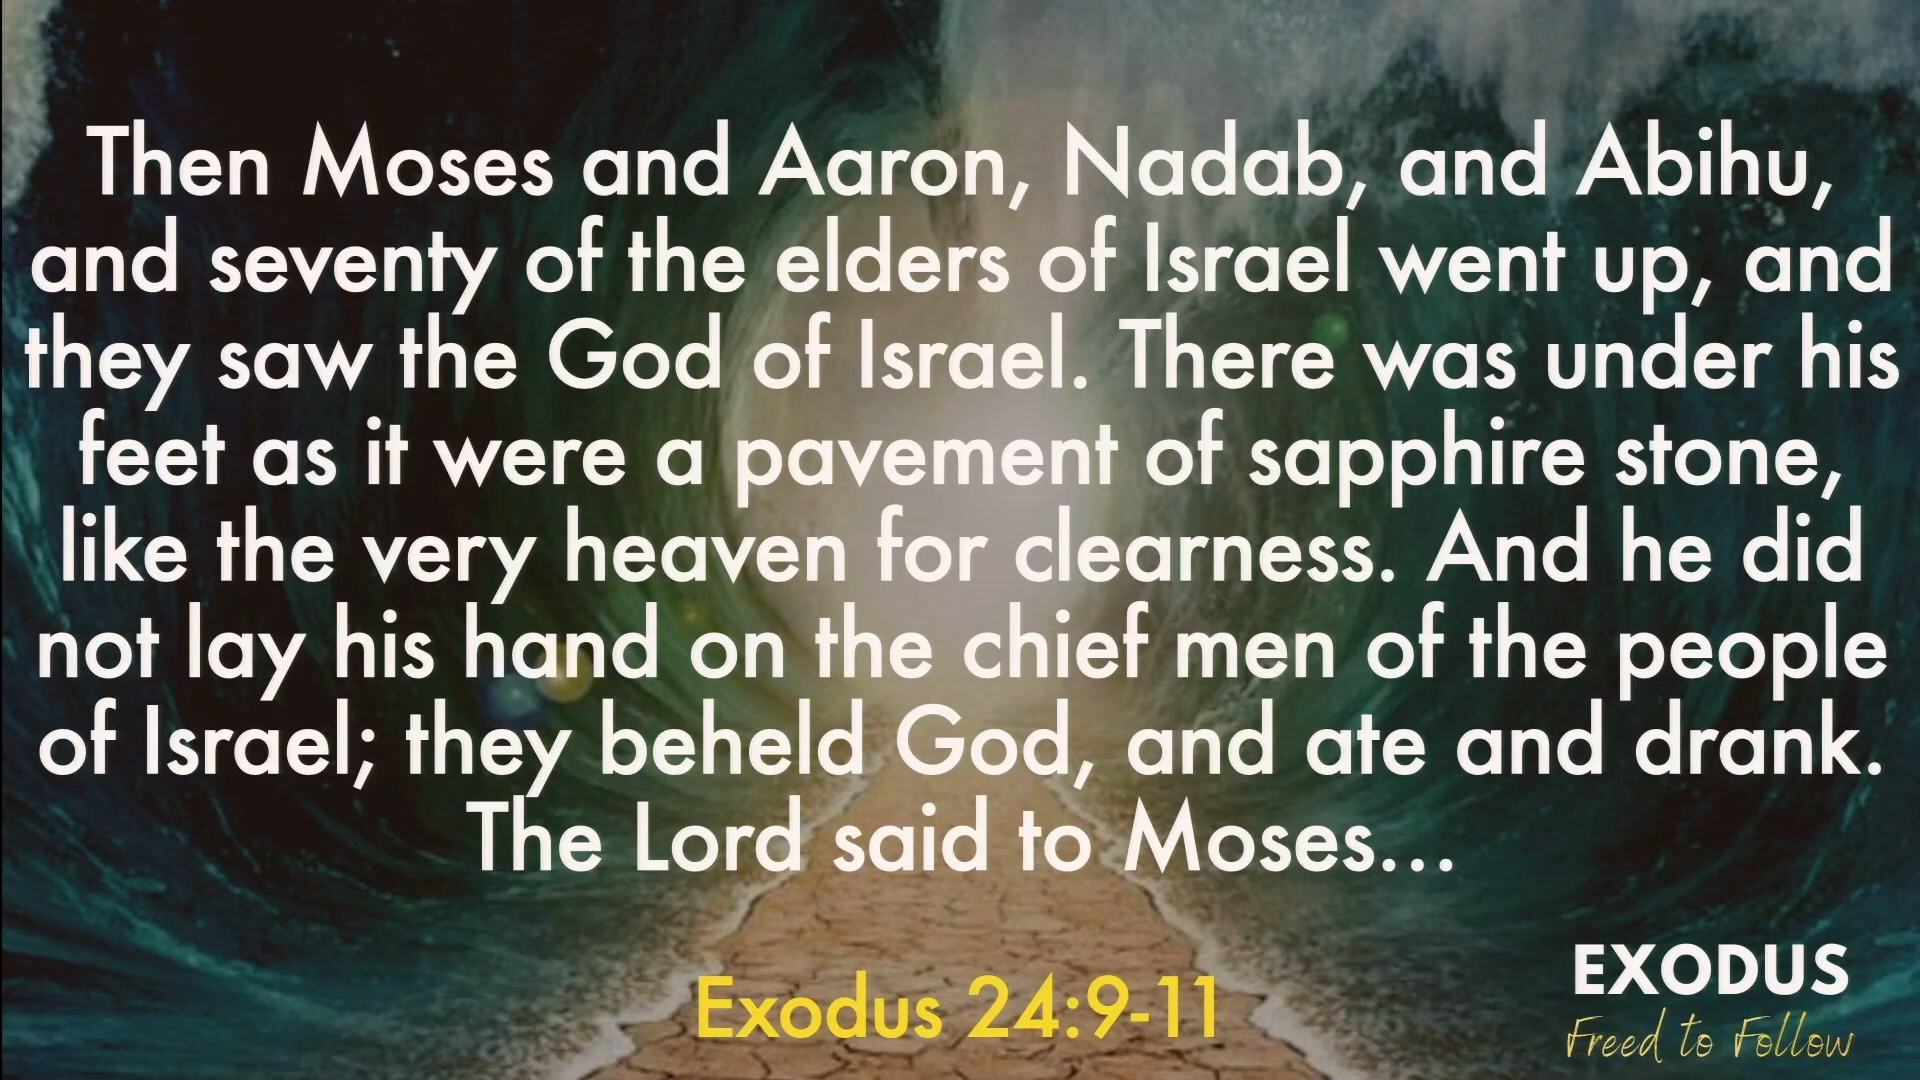 Then Moses and Aaron, Nadab, and Abihu,
and seventy of the elders of Israel went up, and
they saw the God of Israel. There was under his
feet as it were a pavement of sapphire stone,
like the very heaven for clearness. And he did
not lay his hand on the chief men of the people
of Israel; they beheld God, and ate and drank.
The Lord said to Moses…
Exodus 24:9-11
EXODUS
Freed to Follow